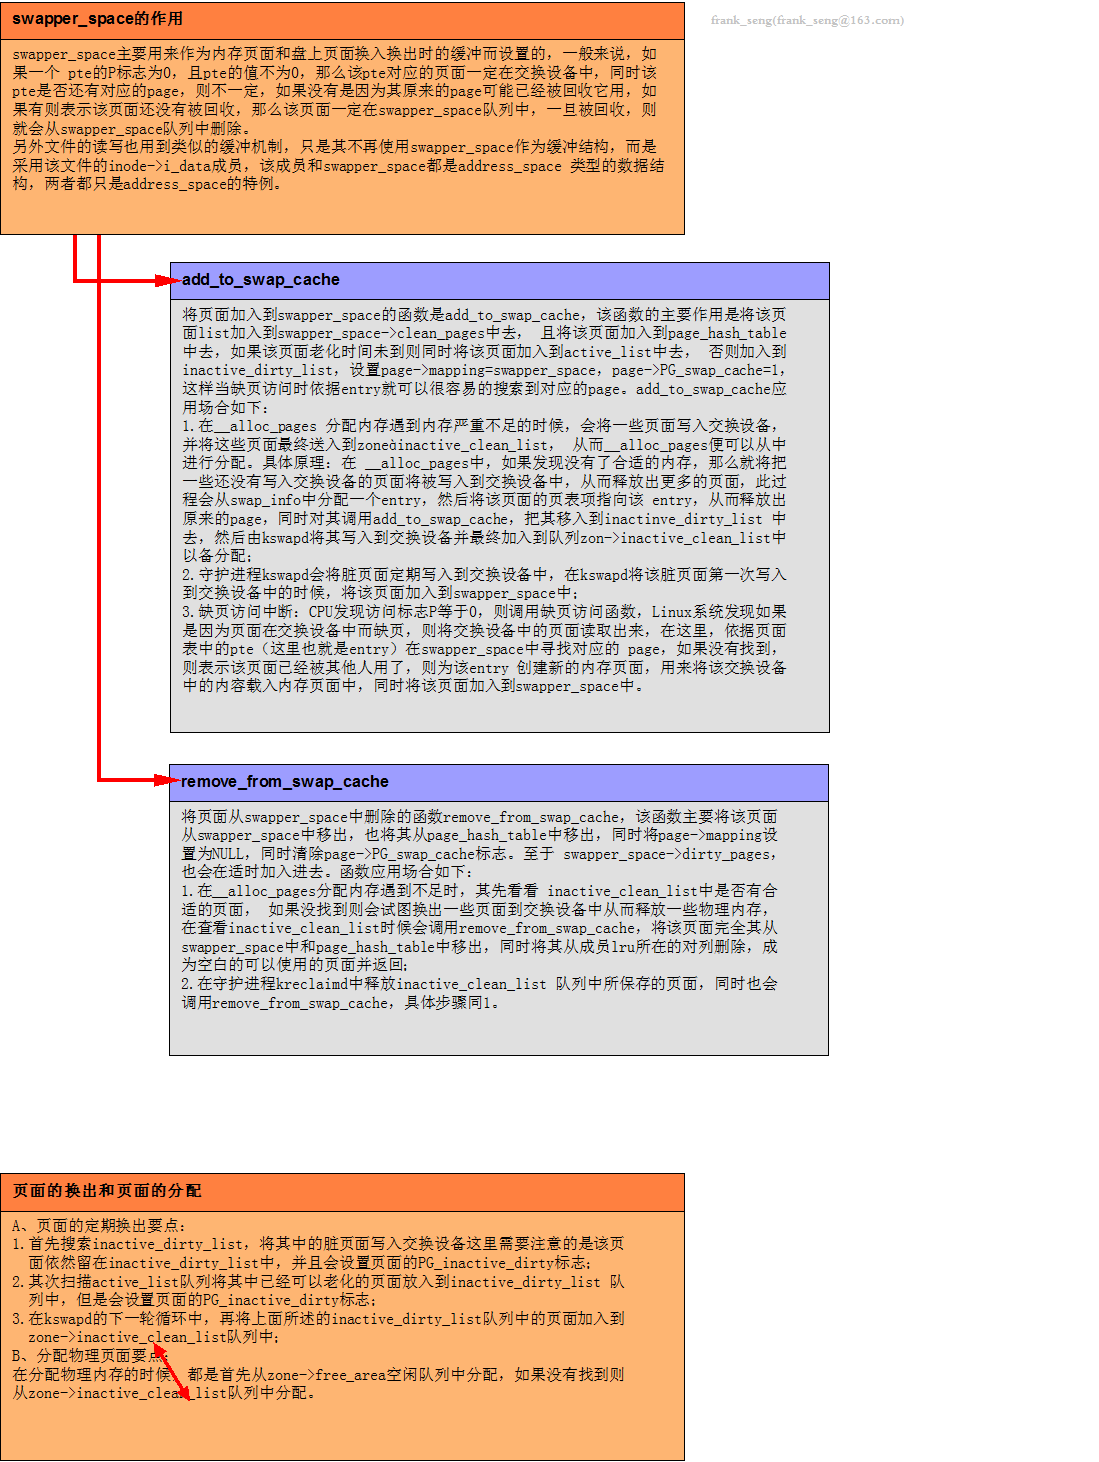 swapper_space的作用
frank_seng(frank_seng@163.com)
swapper_space主要用来作为内存页面和盘上页面换入换出时的缓冲而设置的，一般来说，如
果一个 pte的P标志为0，且pte的值不为0，那么该pte对应的页面一定在交换设备中，同时该
pte是否还有对应的page，则不一定，如果没有是因为其原来的page可能已经被回收它用，如
果有则表示该页面还没有被回收，那么该页面一定在swapper_space队列中，一旦被回收，则
就会从swapper_space队列中删除。
另外文件的读写也用到类似的缓冲机制，只是其不再使用swapper_space作为缓冲结构，而是
采用该文件的inode->i_data成员，该成员和swapper_space都是address_space 类型的数据结
构，两者都只是address_space的特例。
add_to_swap_cache
将页面加入到swapper_space的函数是add_to_swap_cache，该函数的主要作用是将该页
面list加入到swapper_space->clean_pages中去， 且将该页面加入到page_hash_table
中去，如果该页面老化时间未到则同时将该页面加入到active_list中去， 否则加入到
inactive_dirty_list，设置page->mapping=swapper_space，page->PG_swap_cache=1，
这样当缺页访问时依据entry就可以很容易的搜索到对应的page。add_to_swap_cache应
用场合如下：
1.在__alloc_pages 分配内存遇到内存严重不足的时候，会将一些页面写入交换设备，
并将这些页面最终送入到zoneàinactive_clean_list， 从而__alloc_pages便可以从中
进行分配。具体原理：在 __alloc_pages中，如果发现没有了合适的内存，那么就将把
一些还没有写入交换设备的页面将被写入到交换设备中，从而释放出更多的页面，此过
程会从swap_info中分配一个entry，然后将该页面的页表项指向该 entry，从而释放出
原来的page，同时对其调用add_to_swap_cache，把其移入到inactinve_dirty_list 中
去，然后由kswapd将其写入到交换设备并最终加入到队列zon->inactive_clean_list中
以备分配；
2.守护进程kswapd会将脏页面定期写入到交换设备中，在kswapd将该脏页面第一次写入
到交换设备中的时候，将该页面加入到swapper_space中；
3.缺页访问中断：CPU发现访问标志P等于0，则调用缺页访问函数，Linux系统发现如果
是因为页面在交换设备中而缺页，则将交换设备中的页面读取出来，在这里，依据页面
表中的pte（这里也就是entry）在swapper_space中寻找对应的 page，如果没有找到，
则表示该页面已经被其他人用了，则为该entry 创建新的内存页面，用来将该交换设备
中的内容载入内存页面中，同时将该页面加入到swapper_space中。
remove_from_swap_cache
将页面从swapper_space中删除的函数remove_from_swap_cache，该函数主要将该页面
从swapper_space中移出，也将其从page_hash_table中移出，同时将page->mapping设
置为NULL，同时清除page->PG_swap_cache标志。至于 swapper_space->dirty_pages，
也会在适时加入进去。函数应用场合如下：
1.在__alloc_pages分配内存遇到不足时，其先看看 inactive_clean_list中是否有合
适的页面， 如果没找到则会试图换出一些页面到交换设备中从而释放一些物理内存，
在查看inactive_clean_list时候会调用remove_from_swap_cache，将该页面完全其从
swapper_space中和page_hash_table中移出，同时将其从成员lru所在的对列删除，成
为空白的可以使用的页面并返回；
2.在守护进程kreclaimd中释放inactive_clean_list 队列中所保存的页面，同时也会
调用remove_from_swap_cache，具体步骤同1。
页面的换出和页面的分配
A、页面的定期换出要点：
1.首先搜索inactive_dirty_list，将其中的脏页面写入交换设备这里需要注意的是该页
面依然留在inactive_dirty_list中，并且会设置页面的PG_inactive_dirty标志；
2.其次扫描active_list队列将其中已经可以老化的页面放入到inactive_dirty_list 队
列中，但是会设置页面的PG_inactive_dirty标志；
3.在kswapd的下一轮循环中，再将上面所述的inactive_dirty_list队列中的页面加入到
zone->inactive_clean_list队列中；
B、分配物理页面要点：
在分配物理内存的时候，都是首先从zone->free_area空闲队列中分配，如果没有找到则
从zone->inactive_clean_list队列中分配。